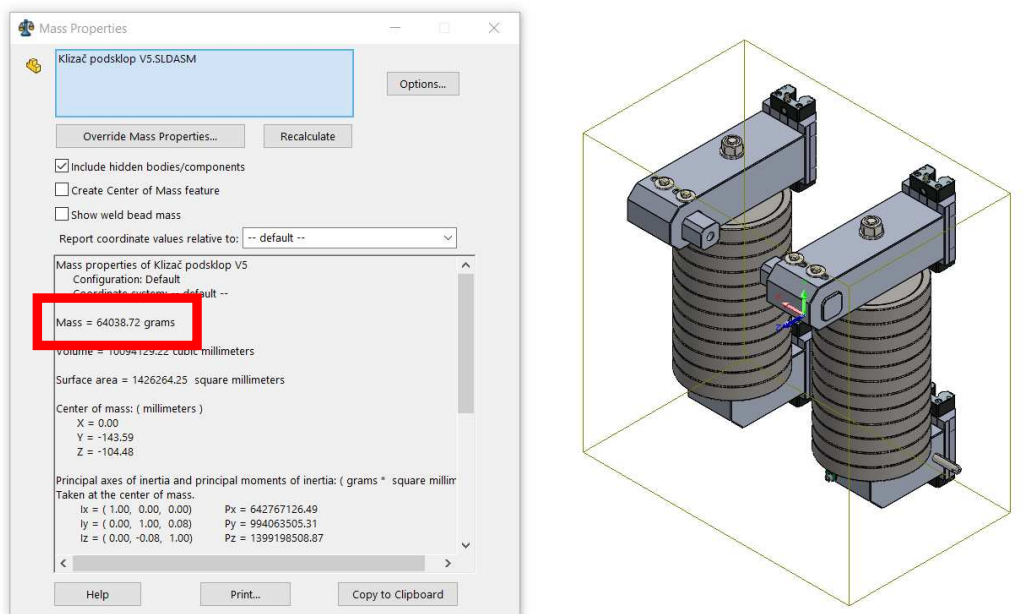 Mass Properties
Klizač podsklop V5.SLDASM
Options...
Override Mass Properties...
Recalculate
Include hidden bodies/components
Create Center of Mass feature
Show weld bead mass
Report coordinate values relative to: -- default --
Mass properties of Klizač podsklop V5
Configuration: Default
Coordinate system: -- default --
Mass = 64038.72 grams
Volume = 10094129.22 cubic millimeters
Surface area = 1426264.25 square millimeters
Center of mass: ( millimeters )
X = 0.00
Y = -143.59
Z = -104.48
Principal axes of inertia and principal moments of inertia: ( grams * square millim
Taken at the center of mass.
Ix = ( 1.00, 0.00, 0.00) Px = 642767126.49
Iy = ( 0.00, 1.00, 0.08) Py = 994063505.31
Iz = ( 0.00, -0.08, 1.00) Pz = 1399198508.87
Help
Print...
Copy to Clipboard